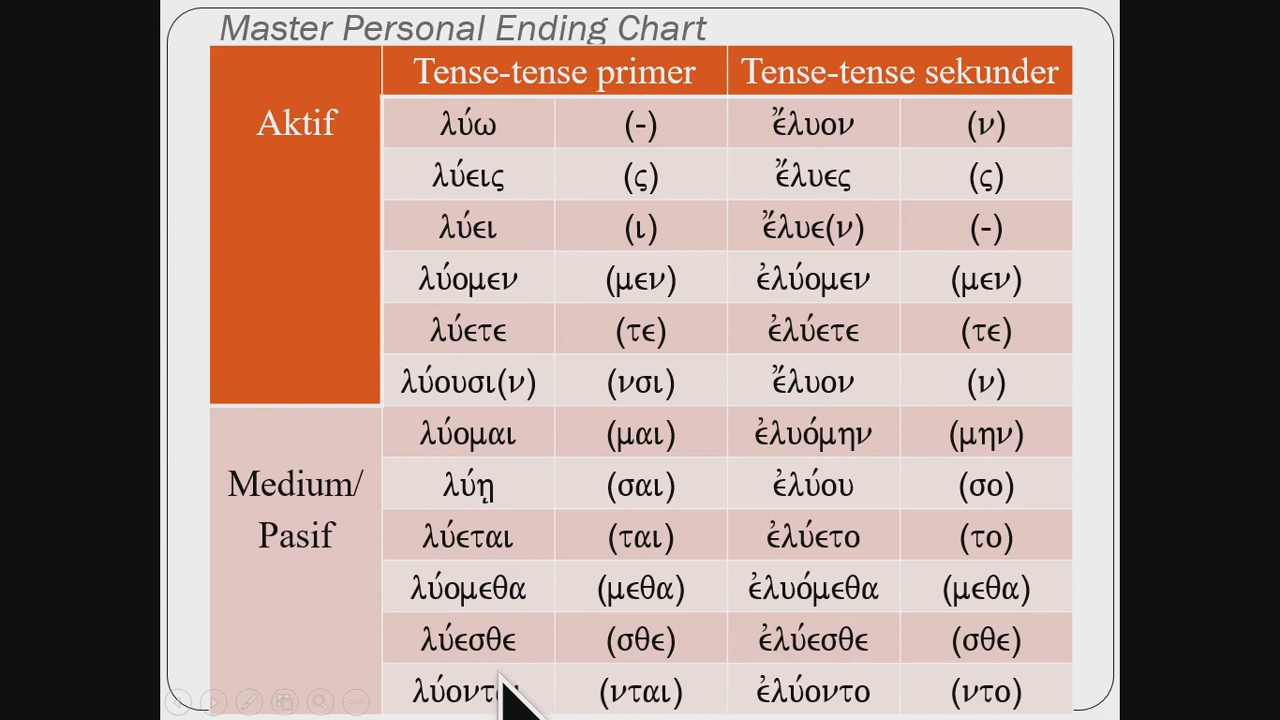 Master Personal Ending Chart
Tense-tense primer Tense-tense sekunder
Aktif λύω (-) ἔλυον (ν)
λύεις (ς) ἔλυες (ς)
λύει (ι) ἔλυε(ν) (-)
λύομεν (μεν) ἐλύομεν (μεν)
λύετε (τε) ἐλύετε (τε)
λύουσι(ν) (νσι) ἔλυον (ν)
λύομαι (μαι) ἐλυόμην (μην)
Medium/ λύῃ (σαι) ἐλύου (σο)
Pasif λύεται (ται) ἐλύετο (το)
λύομεθα (μεθα) ἐλυόμεθα (μεθα)
λύεσθε (σθε) ἐλύεσθε (σθε)
(νται) ἐλύοντο (ντο)